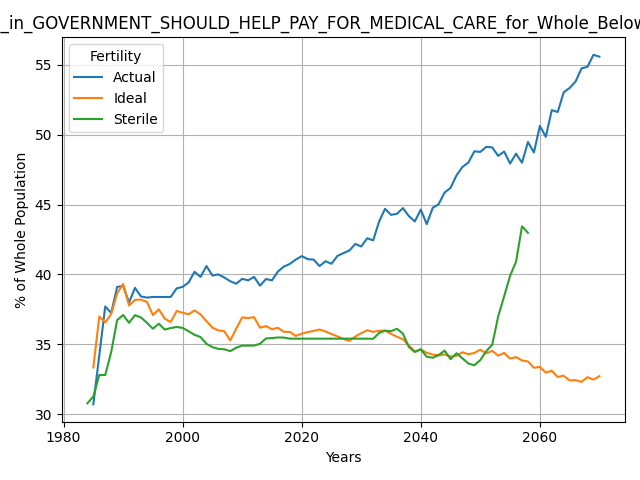 _in_GOVERNMENT_SHOULD_HELP_PAY_FOR_MEDICAL_CARE_for_Whole_Below
Fertility
Actual
Ideal
Sterile
% of Whole Population
55
50
45
40
35
30
1980
2000
2020
2040
2060
Years